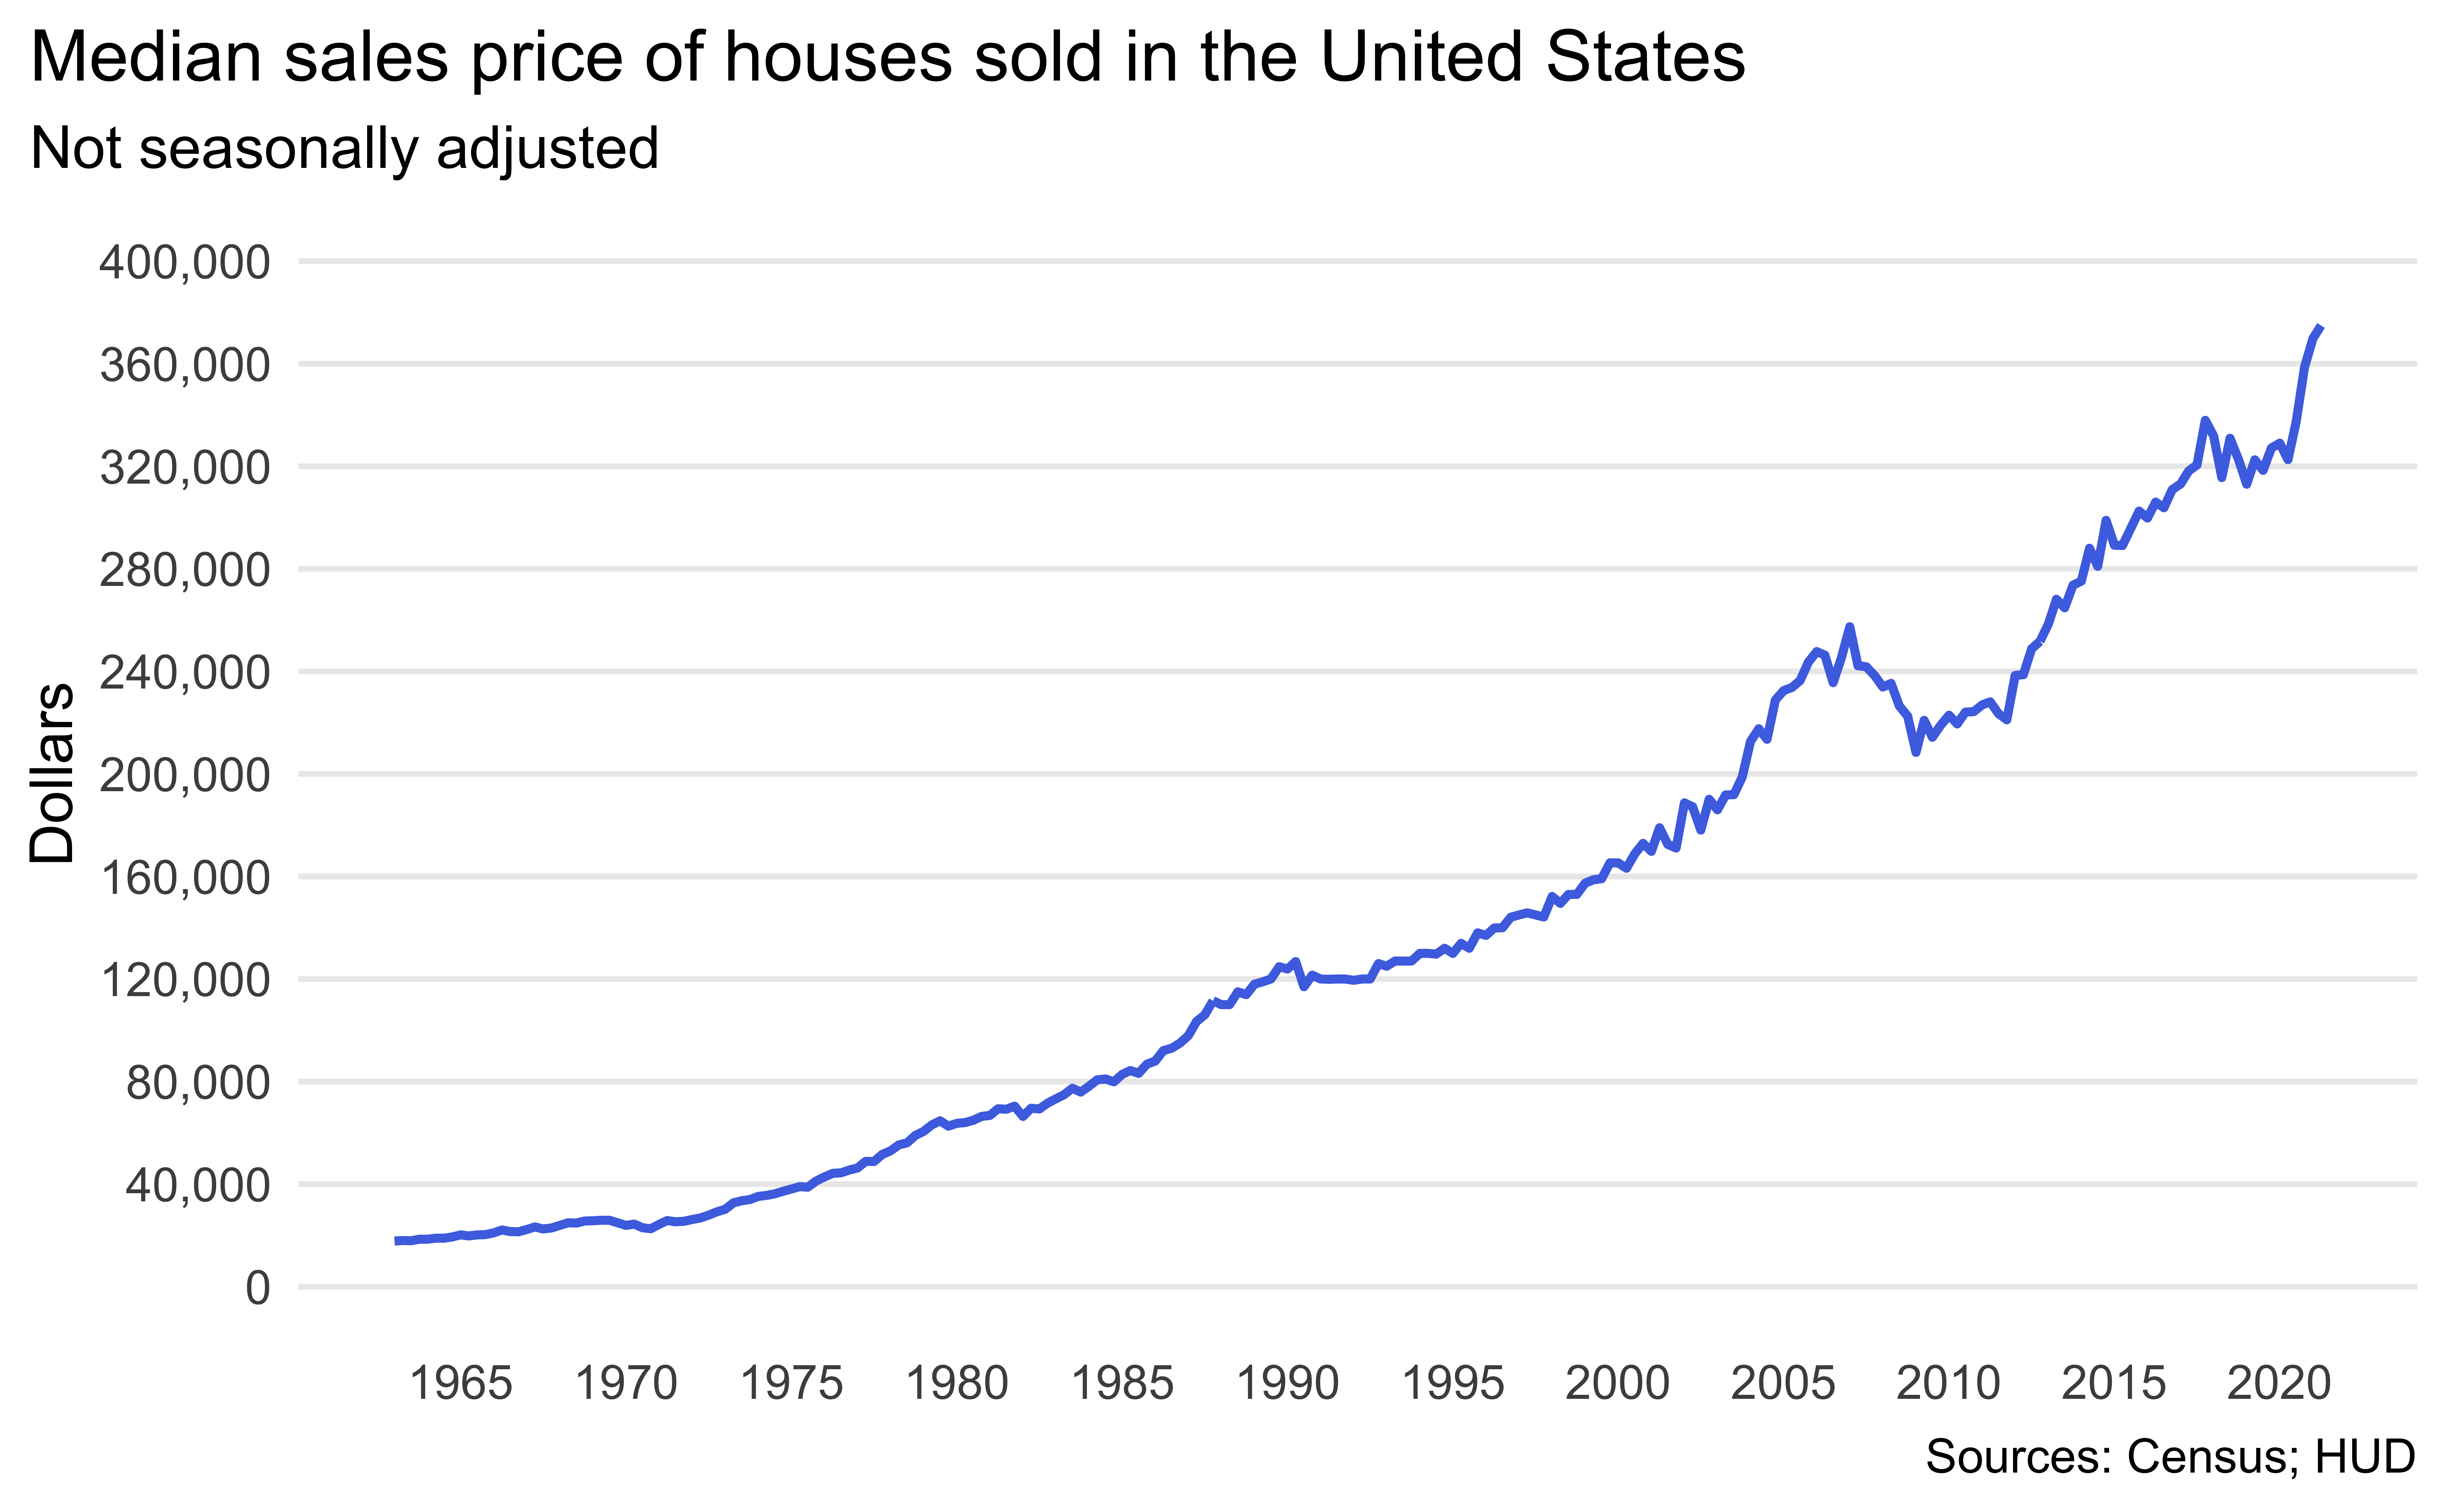 Median sales price of houses sold in the United States
Not seasonally adjusted
400,000
360,000
320,000
280,000
240,000
200,000
160,000
120,000
80,000
40,000
0
Dollars
1965 1970 1975 1980 1985 1990 1995 2000 2005 2010 2015 2020
Sources: Census; HUD